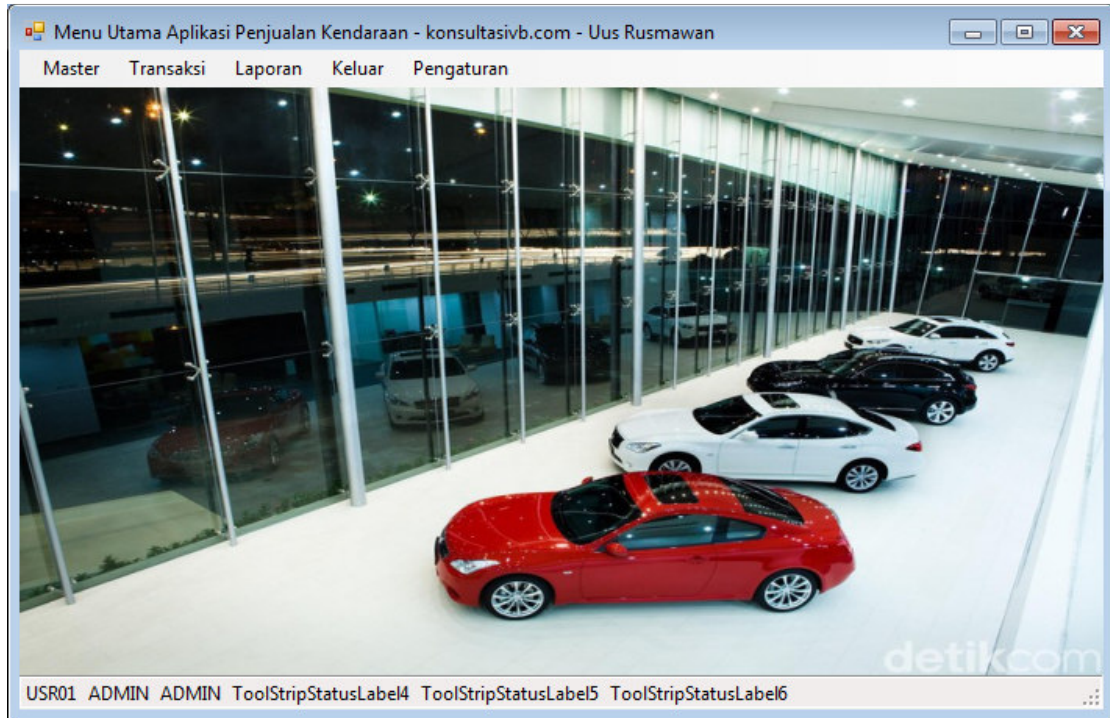 Menu Utama Aplikasi Penjualan Kendaraan - konsultasivb.com - Uus Rusmawan
Master Transaksi Laporan Keluar Pengaturan
detikcom
USR01 ADMIN ADMIN ToolStripStatusLabel4 ToolStripStatusLabel5 ToolStripStatusLabel6